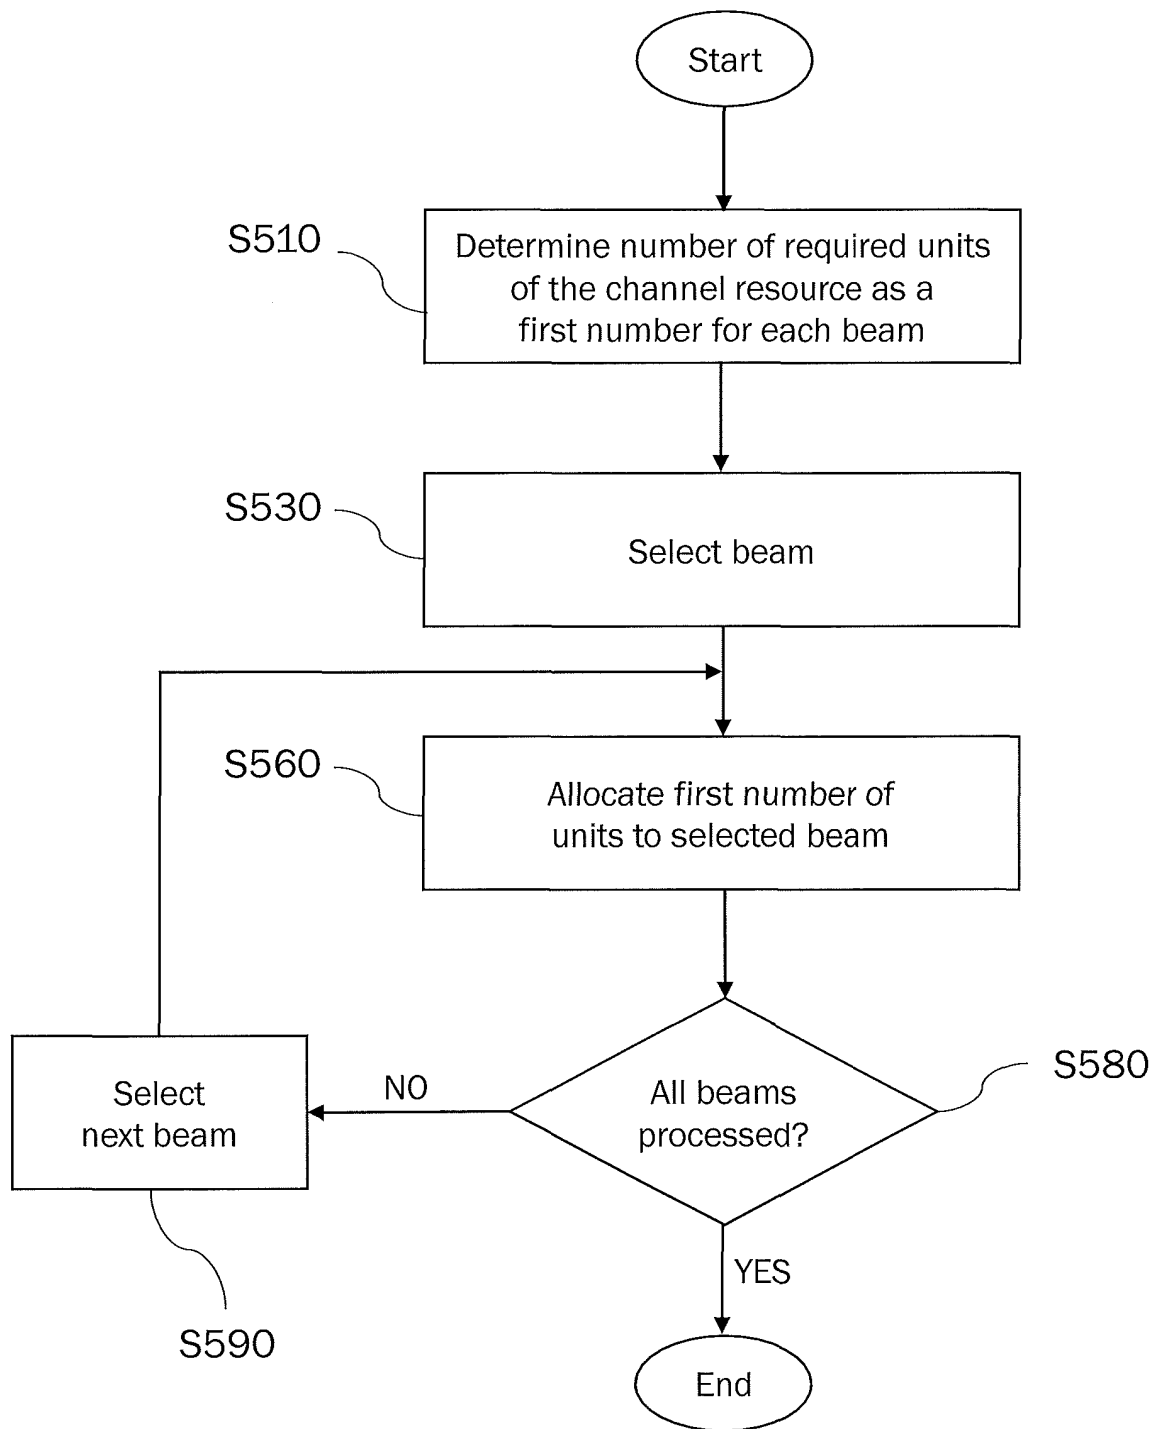 Start
S510
Determine number of required units
of the channel resource as a
first number for each beam
S530
Select beam
S560
Allocate first number of
units to selected beam
S580
All beams
processed?
NO
Select
next beam
S590
YES
End